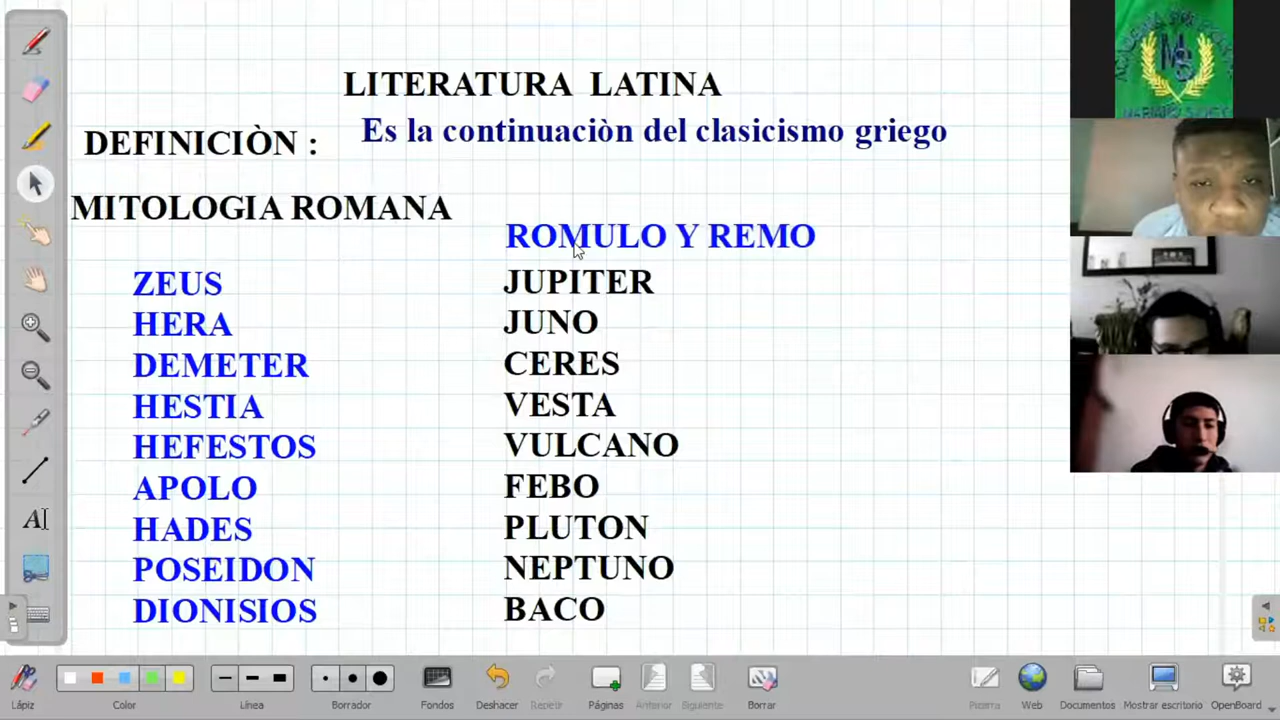 LITERATURA LATINA
DEFINICIÒN :
Es la continuaciòn del clasicismo griego
MITOLOGIA ROMANA
ROMULO Y REMO
ZEUS JUPITER
HERA JUNO
DEMETER CERES
HESTIA VESTA
HEFESTOS VULCANO
APOLO FEBO
HADES PLUTON
POSEIDON NEPTUNO
DIONISIOS BACO
Lápiz
Color
Línea
Borrador
Fondos
Deshacer
Repetir
Páginas
Anterior
Siguiente
Borrar
Pizarra
Web
Documentos
Mostrar escritorio
OpenBoard